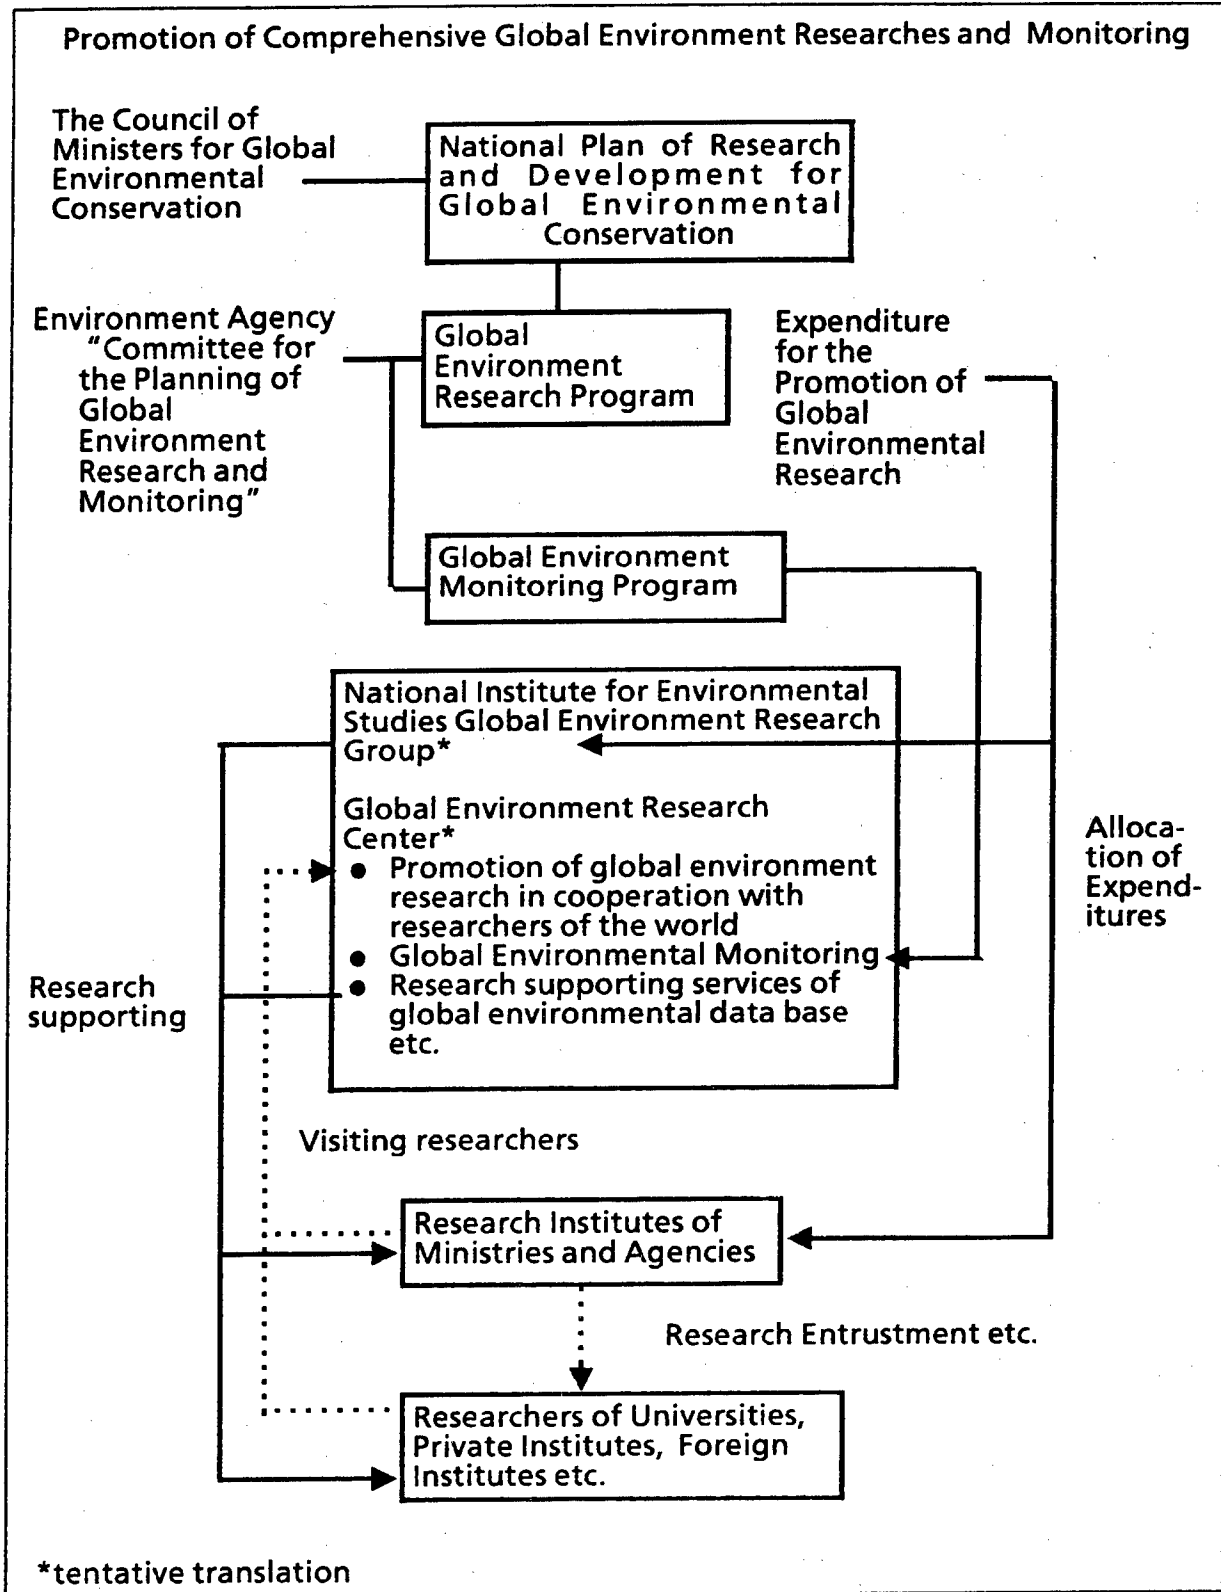 Promotion of Comprehensive Global Environment Researches and Monitoring
The Council of
Ministers for Global
Environmental
Conservation
National Plan of Research
and Development for
Global Environmental
Conservation
Environment Agency
"Committee for
the Planning of
Global
Environment
Research and
Monitoring"
Global
Environment
Research Program
Expenditure
for the
Promotion of
Global
Environmental
Research
Global Environment
Monitoring Program
National Institute for Environmental
Studies Global Environment Research
Group*
Global Environment Research
Center*
● Promotion of global environment
research in cooperation with
researchers of the world
● Global Environmental Monitoring
● Research supporting services of
global environmental data base
etc.
Alloca-
tion of
Expend-
itures
Research
supporting
Visiting researchers
Research Institutes of
Ministries and Agencies
Research Entrustment etc.
Researchers of Universities,
Private Institutes, Foreign
Institutes etc.
*tentative translation